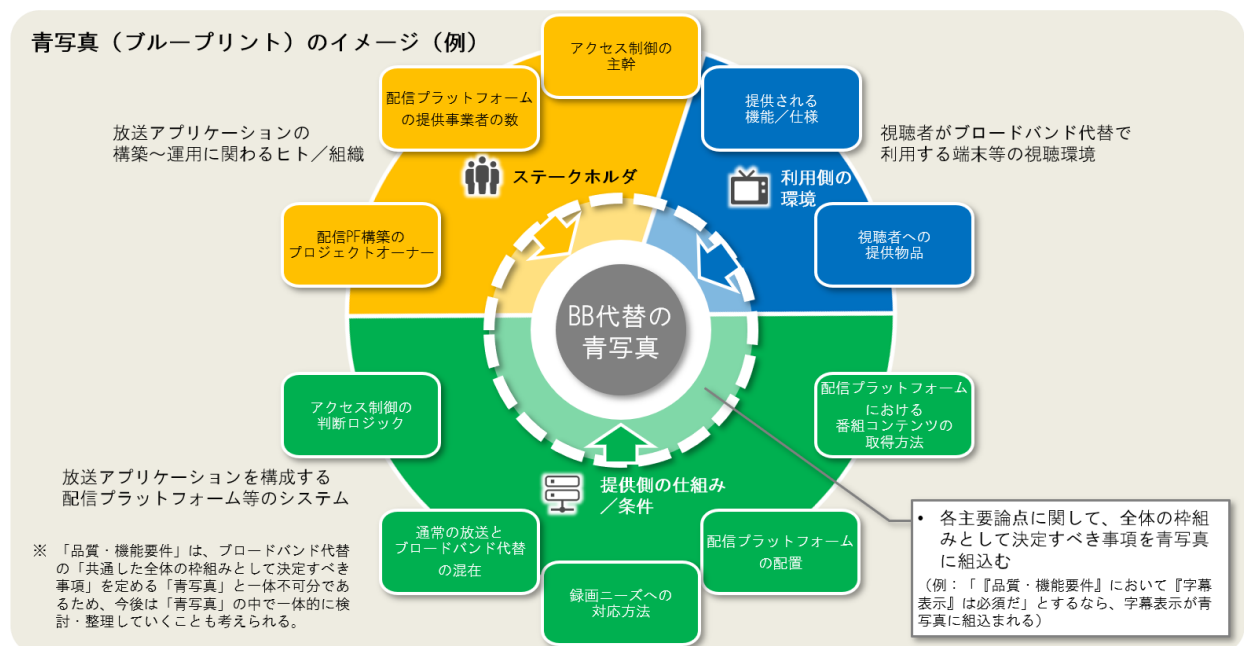 青写真（ブループリント）のイメージ（例）
アクセス制御の
主幹
配信プラットフォーム
の提供事業者の数
提供される
機能／仕様
放送アプリケーションの
構築～運用に関わるヒト／組織
視聴者がブロードバンド代替で
利用する端末等の視聴環境
ステークホルダ
利用側の
環境
配信PF構築の
プロジェクトオーナー
視聴者への
提供物品
BB代替の
青写真
アクセス制御の
判断ロジック
配信プラットフォーム
における
番組コンテンツの
取得方法
放送アプリケーションを構成する
配信プラットフォーム等のシステム
提供側の仕組み
／条件
通常の放送と
ブロードバンド代替
の混在
配信プラットフォーム
の配置
録画ニーズへの
対応方法
※ 「品質・機能要件」は、ブロードバンド代替
の「共通した全体の枠組みとして決定すべき
事項」を定める「青写真」と一体不可分であ
るため、今後は「青写真」の中で一体的に検
討・整理していくことも考えられる。
• 各主要論点に関して、全体の枠組
みとして決定すべき事項を青写真
に組込む
（例：「『品質・機能要件』において『字幕
表示』は必須だ」とするなら、字幕表示が青
写真に組込まれる）